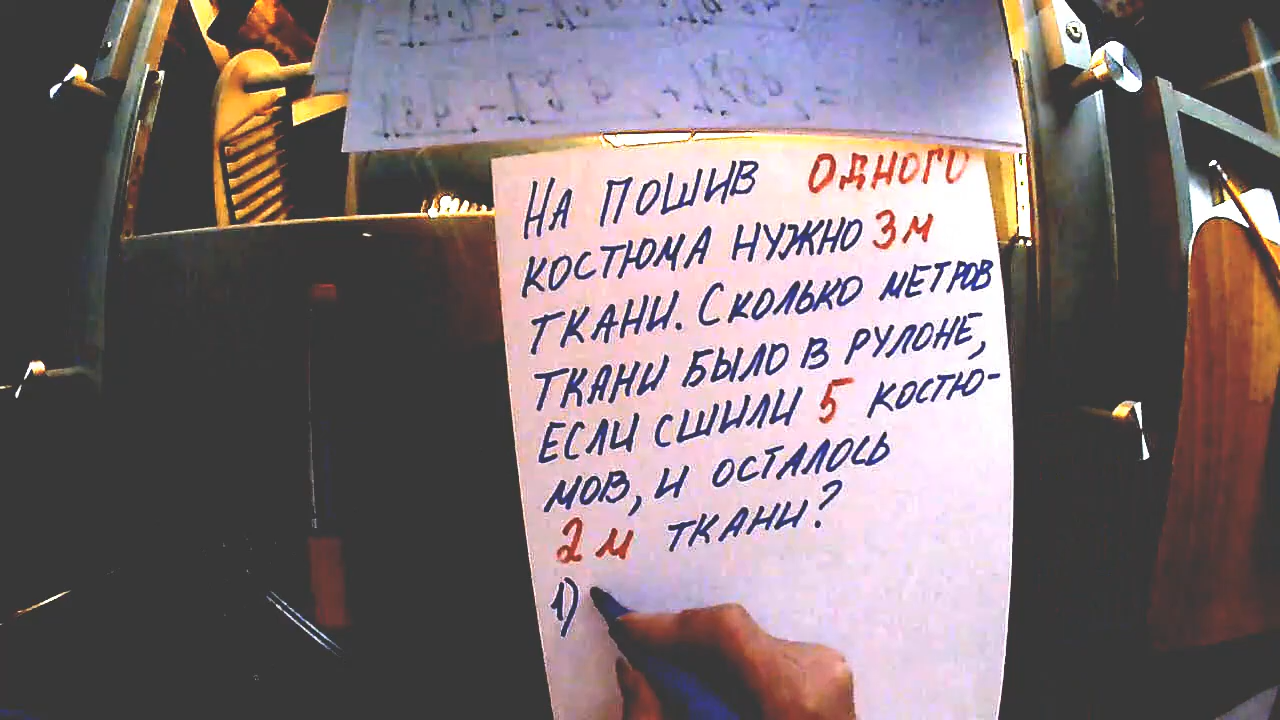 НА ПОШИВ ОДНОГО
КОСТЮМА НУЖНО 3М
ТКАНИ. СКОЛЬКО МЕТРОВ
ТКАНИ БЫЛО В РУЛОНЕ,
ЕСЛИ СШИЛИ 5 КОСТЮ-
МОВ, И ОСТАЛОСЬ
2 М ТКАНИ?
1)